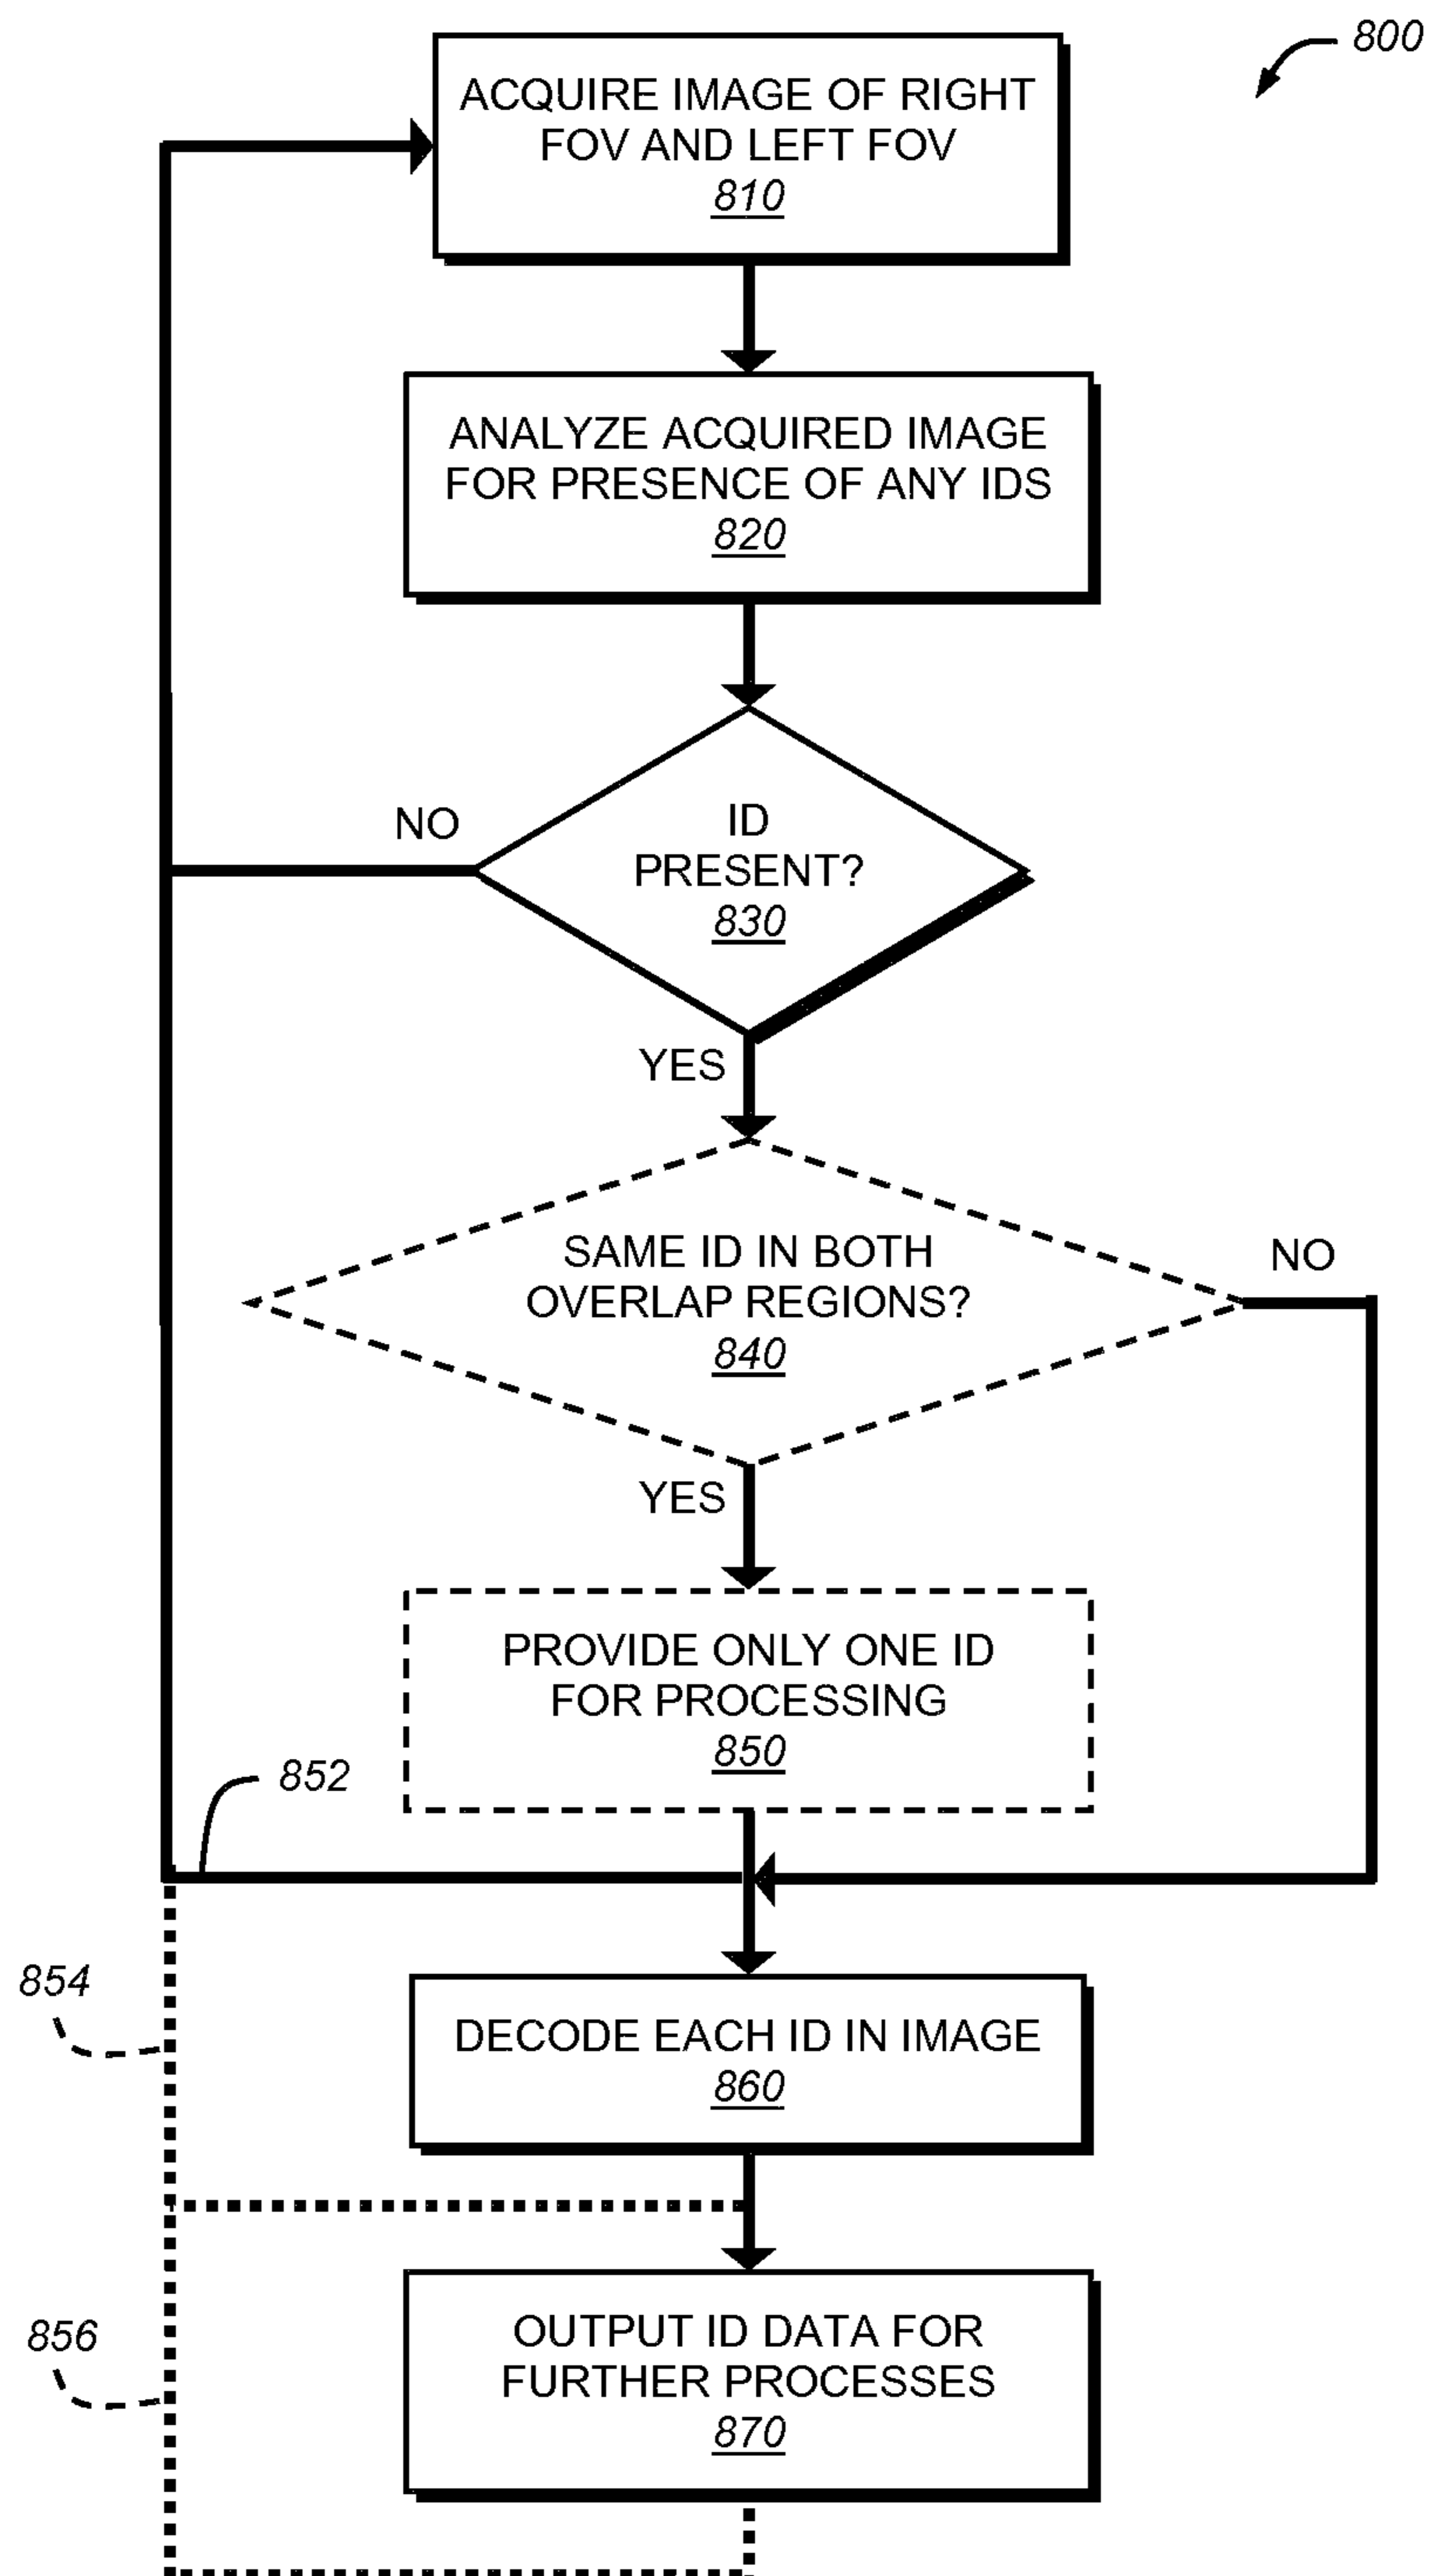 800
ACQUIRE IMAGE OF RIGHT
FOV AND LEFT FOV
810
ANALYZE ACQUIRED IMAGE
FOR PRESENCE OF ANY IDS
820
NO
ID
PRESENT?
830
YES
SAME ID IN BOTH
OVERLAP REGIONS?
840
NO
YES
PROVIDE ONLY ONE ID
FOR PROCESSING
850
852
854
DECODE EACH ID IN IMAGE
860
856
OUTPUT ID DATA FOR
FURTHER PROCESSES
870